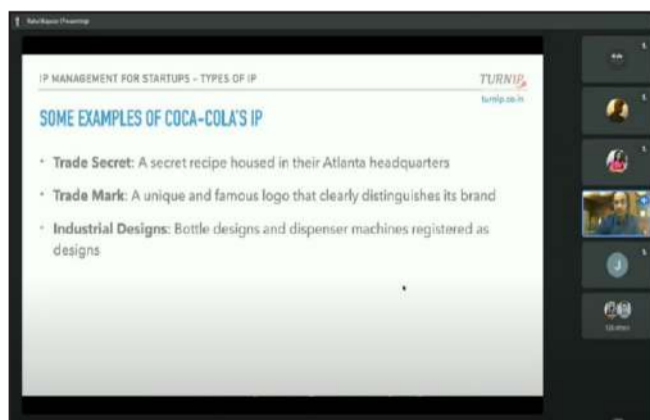 IP MANAGEMENT FOR STARTUPS – TYPES OF IP
TURNIP
turnip.co.in
SOME EXAMPLES OF COCA-COLA'S IP
• Trade Secret: A secret recipe housed in their Atlanta headquarters
• Trade Mark: A unique and famous logo that clearly distinguishes its brand
• Industrial Designs: Bottle designs and dispenser machines registered as
designs
J